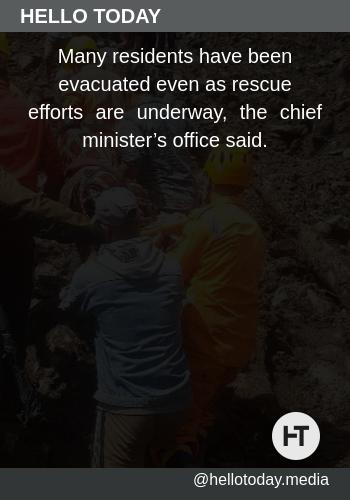 HELLO TODAY
Many residents have been
evacuated even as rescue
efforts are underway, the chief
minister’s office said.
HT
@hellotoday.media